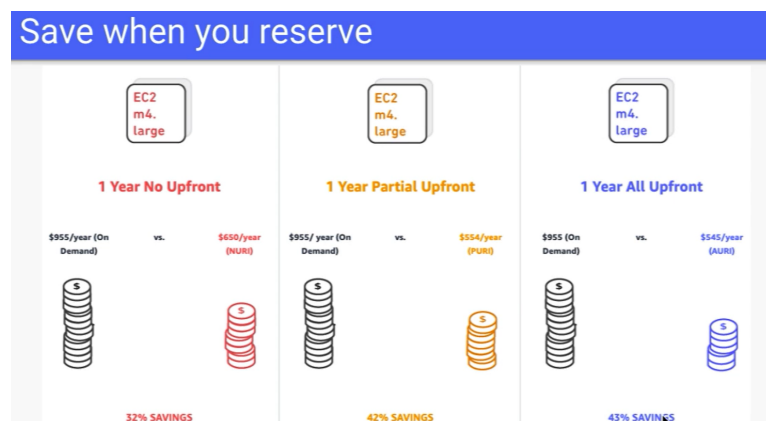 Save when you reserve
EC2
m4.
large
1 Year No Upfront
$955/year (On
Demand)
vs.
$650/year
(NURI)
$
$
32% SAVINGS
EC2
m4.
large
1 Year Partial Upfront
$955/ year (On
Demand)
vs.
$554/year
(PURI)
$
$
42% SAVINGS
EC2
m4.
large
1 Year All Upfront
$955 (On
Demand)
vs.
$545/year
(AURI)
$
$
43% SAVINGS